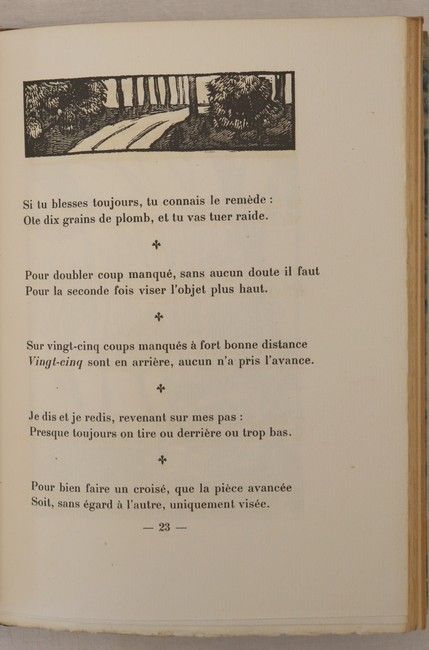 Si tu blesses toujours, tu connais le remède :
Ote dix grains de plomb, et tu vas tuer raide.
Pour doubler coup manqué, sans aucun doute il faut
Pour la seconde fois viser l'objet plus haut.
Sur vingt-cinq coups manqués à fort bonne distance
Vingt-cinq sont en arrière, aucun n'a pris l'avance.
Je dis et je redis, revenant sur mes pas :
Presque toujours on tire ou derrière ou trop bas.
Pour bien faire un croisé, que la pièce avancée
Soit, sans égard à l'autre, uniquement visée.
— 23 —